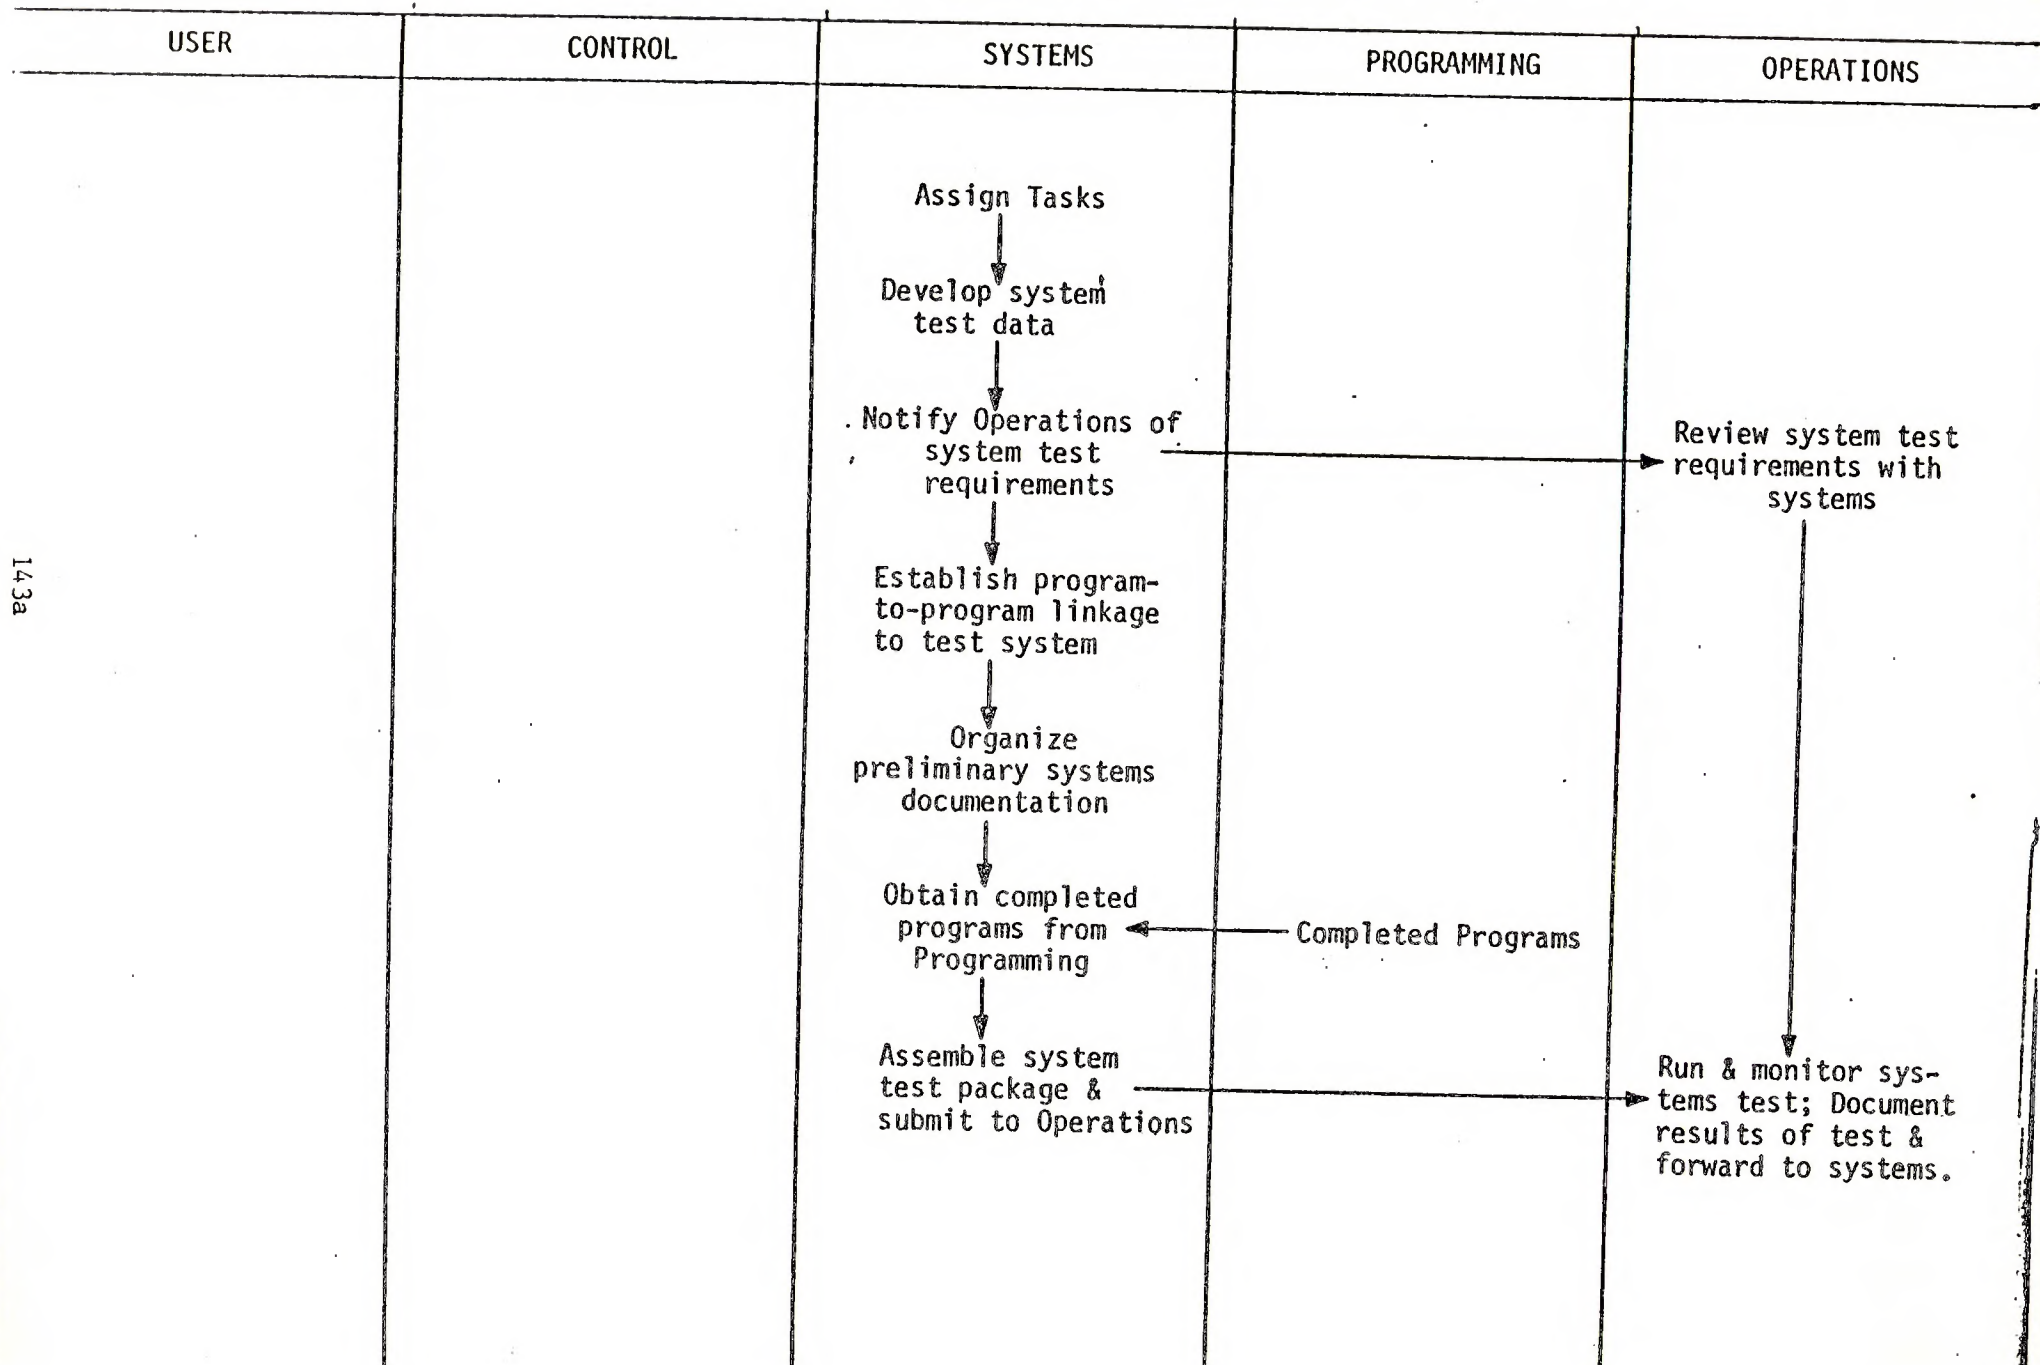 USER
CONTROL
SYSTEMS
PROGRAMMING
OPERATIONS
Assign Tasks
Develop system
test data
Notify Operations of
system test
requirements
Review system test
requirements with
systems
Establish program-
to-program linkage
to test system
Organize
preliminary systems
documentation
Obtain completed
programs from
Programming
Completed Programs
Assemble system
test package &
submit to Operations
Run & monitor sys-
tems test; Document
results of test &
forward to systems.
143a